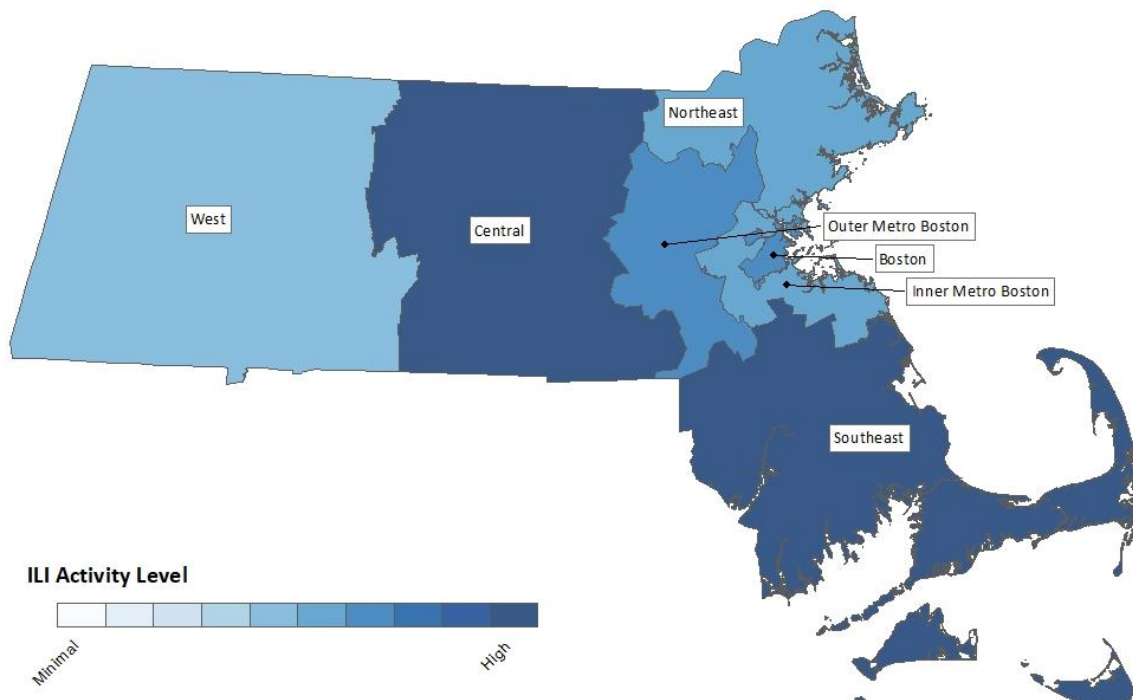 Northeast
West
Central
Outer Metro Boston
Boston
Inner Metro Boston
Southeast
ILI Activity Level
Minimal
High